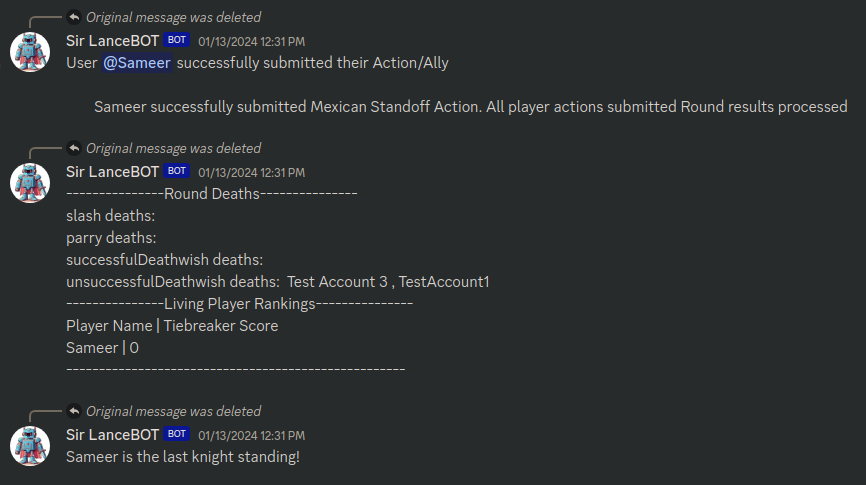 Original message was deleted
Sir LanceBOT BOT 01/13/2024 12:31 PM
User @Sameer successfully submitted their Action/Ally
Sameer successfully submitted Mexican Standoff Action. All player actions submitted Round results processed
Original message was deleted
Sir LanceBOT BOT 01/13/2024 12:31 PM
---------------Round Deaths---------------
slash deaths:
parry deaths:
successfulDeathwish deaths:
unsuccessfulDeathwish deaths:  Test Account 3 , TestAccount1
---------------Living Player Rankings---------------
Player Name | Tiebreaker Score
Sameer | 0
----------------------------------------------------
Original message was deleted
Sir LanceBOT BOT 01/13/2024 12:31 PM
Sameer is the last knight standing!